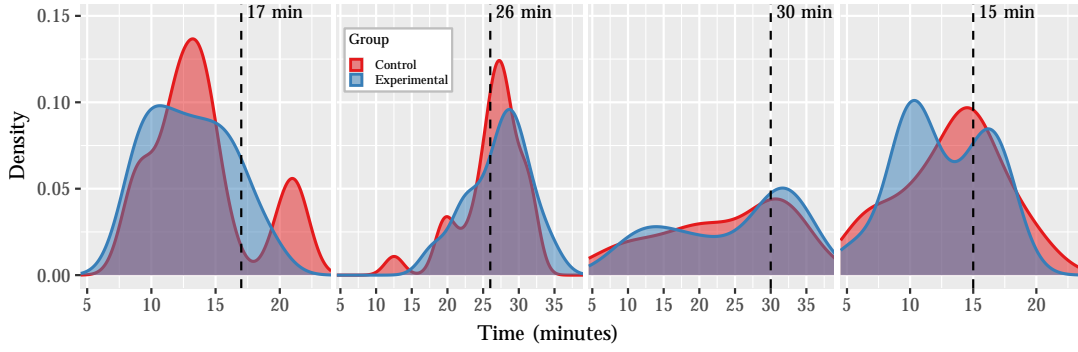 17 min
26 min
30 min
15 min
Group
Control
Experimental
Density
0.15
0.10
0.05
0.00
5 10 15 20
5 10 15 20 25 30 35
5 10 15 20 25 30 35
5 10 15 20
Time (minutes)